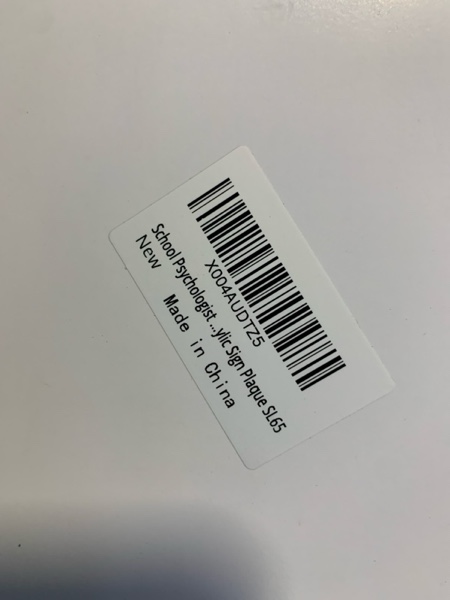 X004AUDTZ5
School Psychologist ...ylic Sign Plaque SL65
New
Made in China